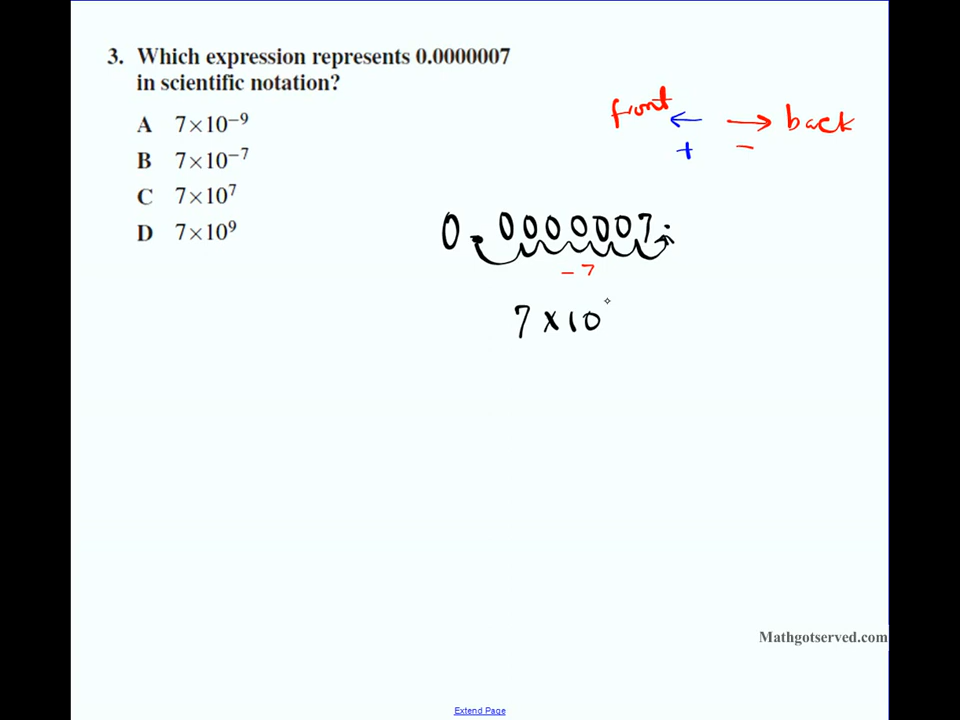 3. Which expression represents 0.0000007
in scientific notation?
A 7×10⁻⁹
B 7×10⁻⁷
C 7×10⁷
D 7×10⁹
front ← → back
+ −
0.0000007.
−7
7×10
Mathgotserved.com
Extend Page